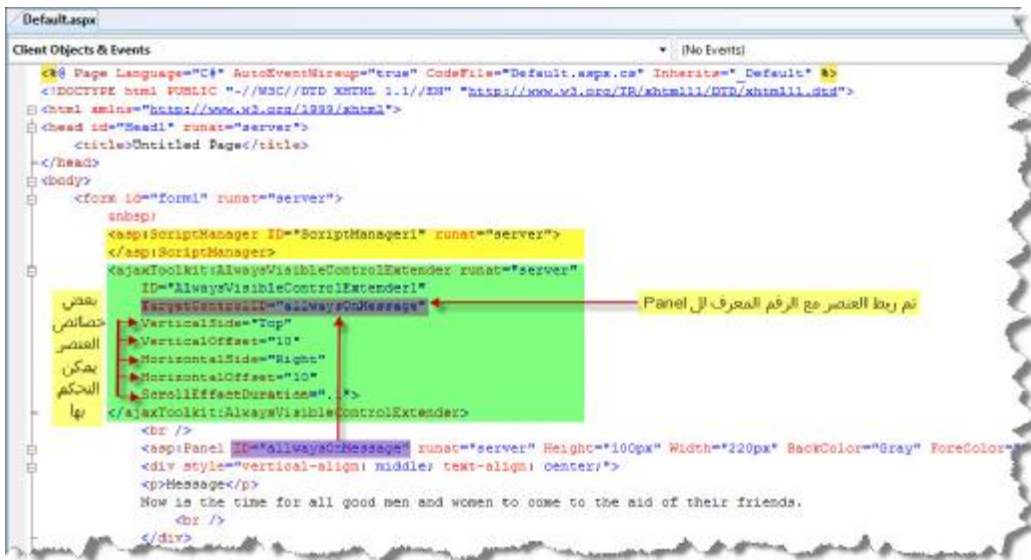 Default.aspx
Client Objects & Events
(No Events)
<%@ Page Language="C#" AutoEventWireup="true" CodeFile="Default.aspx.cs" Inherits="_Default" %>
<!DOCTYPE html PUBLIC "-//W3C//DTD XHTML 1.1//EN" "http://www.w3.org/TR/xhtml11/DTD/xhtml11.dtd">
<html xmlns="http://www.w3.org/1999/xhtml">
<head id="Head1" runat="server">
<title>Untitled Page</title>
</head>
<body>
<form id="form1" runat="server">
&nbsp;
<asp:ScriptManager ID="ScriptManager1" runat="server">
</asp:ScriptManager>
<ajaxToolkit:AlwaysVisibleControlExtender runat="server"
ID="AlwaysVisibleControlExtender1"
TargetControlID="allwaysOnMessage"
تم ربط العنصر مع الرقم المعرف لل Panel.
VerticalSide="Top"
VerticalOffset="10"
HorizontalSide="Right"
HorizontalOffset="10"
ScrollEffectDuration=".1">
</ajaxToolkit:AlwaysVisibleControlExtender>
بعض
خصائص
العنصر
يمكن
التحكم
بها
<br />
<asp:Panel ID="allwaysOnMessage" runat="server" Height="100px" Width="220px" BackColor="Gray" ForeColor=
<div style="vertical-align: middle; text-align: center;">
<p>Message</p>
Now is the time for all good men and women to come to the aid of their friends.
<br />
</div>